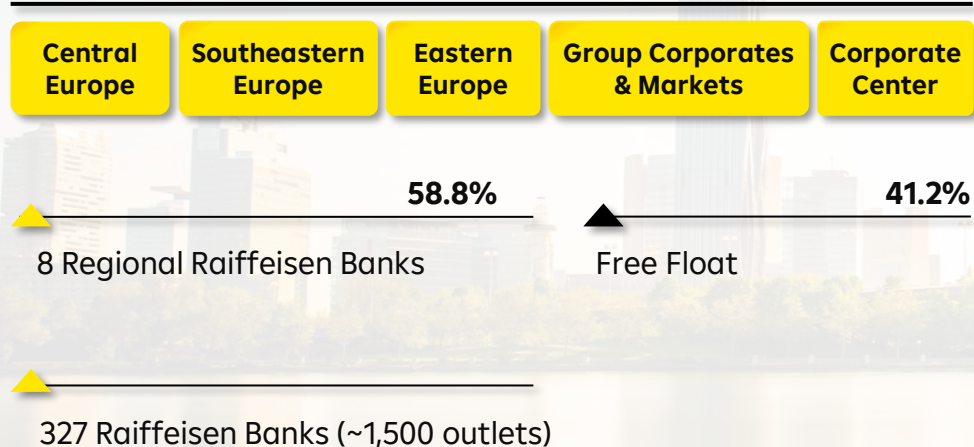 Central
Europe
Southeastern
Europe
Eastern
Europe
Group Corporates
& Markets
Corporate
Center
58.8%
8 Regional Raiffeisen Banks
41.2%
Free Float
327 Raiffeisen Banks (~1,500 outlets)